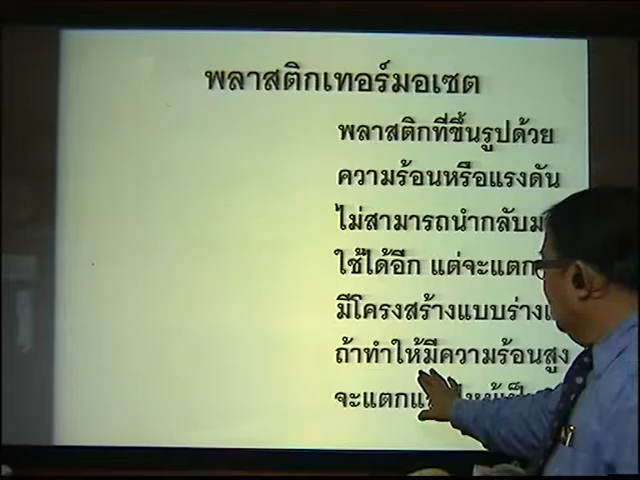 พลาสติกเทอร์มอเซต
พลาสติกที่ขึ้นรูปด้วย
ความร้อนหรือแรงดัน
ไม่สามารถนำกลับม
ใช้ได้อีก แต่จะแตก
มีโครงสร้างแบบร่างแ
ถ้าทำให้มีความร้อนสูง
จะแตก